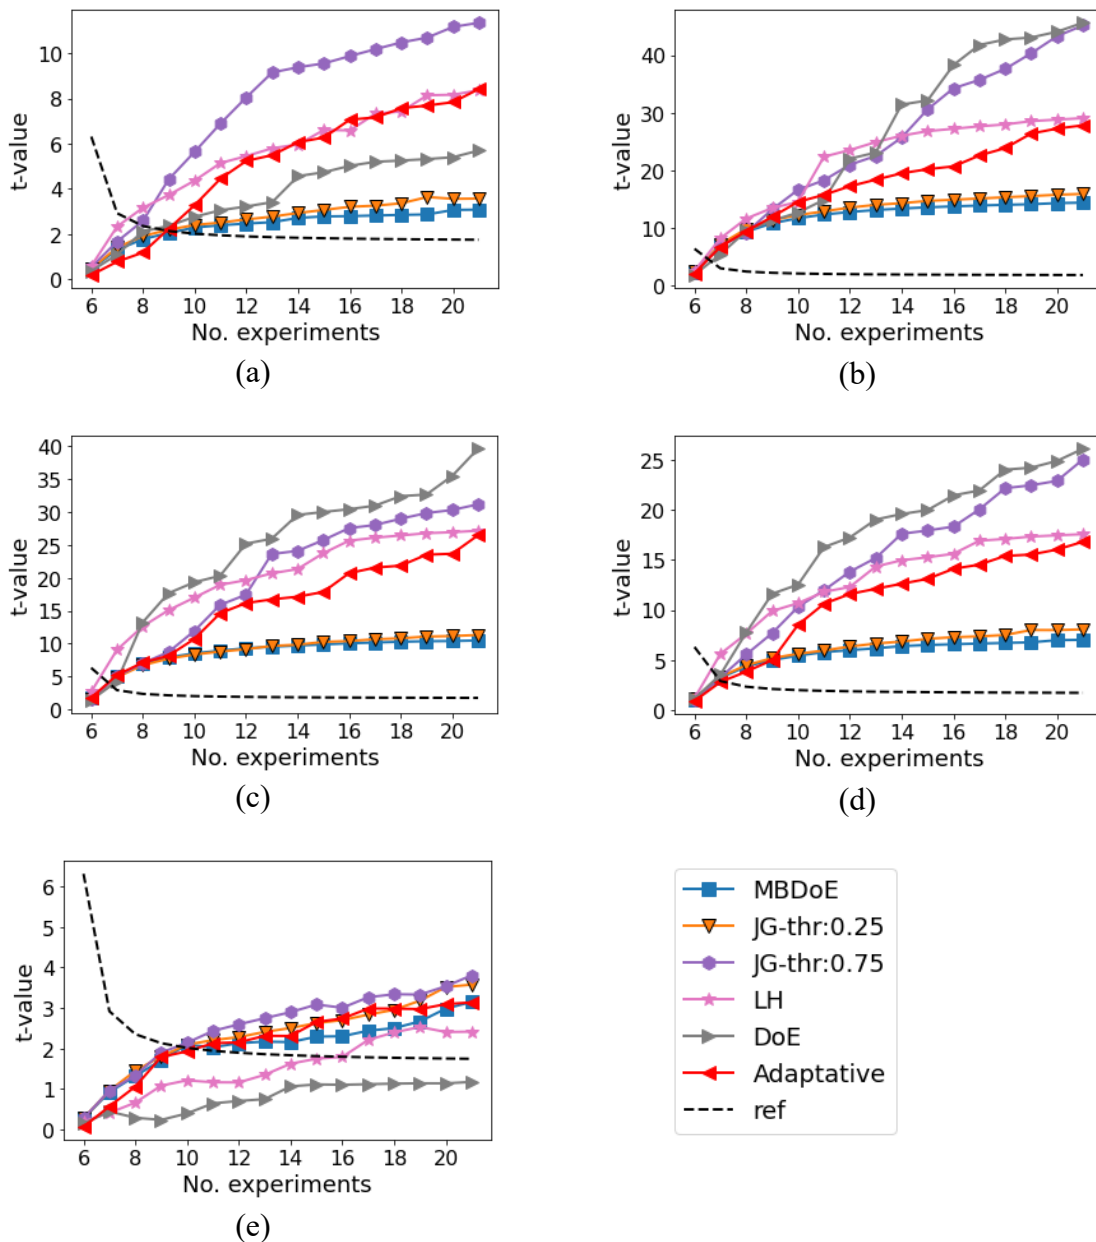 10
8
6
4
2
0
t-value
6 8 10 12 14 16 18 20
No. experiments
(a)
40
30
20
10
0
t-value
6 8 10 12 14 16 18 20
No. experiments
(b)
40
35
30
25
20
15
10
5
0
t-value
6 8 10 12 14 16 18 20
No. experiments
(c)
25
20
15
10
5
0
t-value
6 8 10 12 14 16 18 20
No. experiments
(d)
6
5
4
3
2
1
0
t-value
6 8 10 12 14 16 18 20
No. experiments
(e)
MBDoE
JG-thr:0.25
JG-thr:0.75
LH
DoE
Adaptative
ref